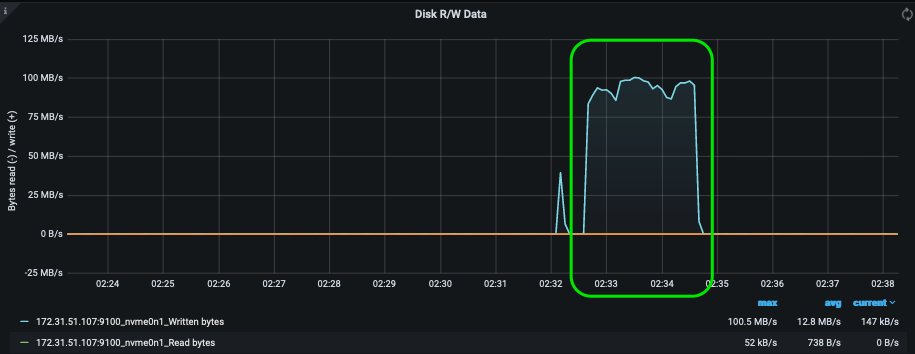 i
Disk R/W Data
Bytes read (-) / write (+)
125 MB/s
100 MB/s
75 MB/s
50 MB/s
25 MB/s
0 B/s
-25 MB/s
02:24 02:25 02:26 02:27 02:28 02:29 02:30 02:31 02:32 02:33 02:34 02:35 02:36 02:37 02:38
max avg current
172.31.51.107:9100_nvme0n1_Written bytes 100.5 MB/s 12.8 MB/s 147 kB/s
172.31.51.107:9100_nvme0n1_Read bytes 52 kB/s 738 B/s 0 B/s